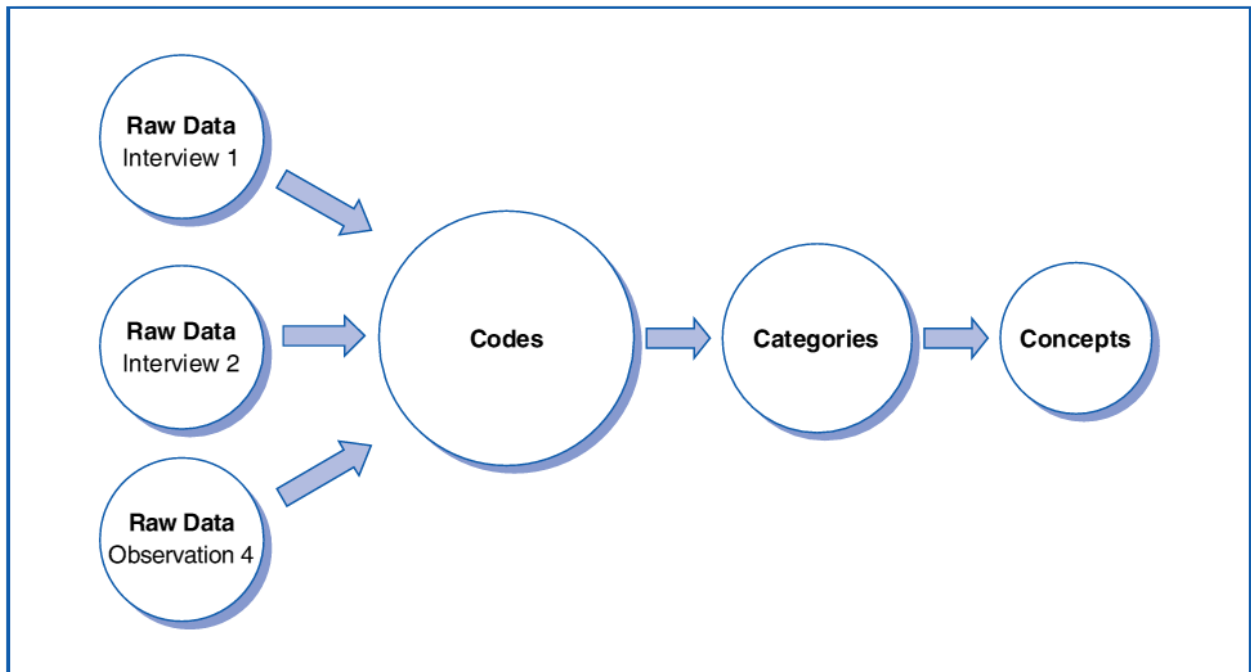 Raw Data
Interview 1
Raw Data
Interview 2
Raw Data
Observation 4
Codes
Categories
Concepts